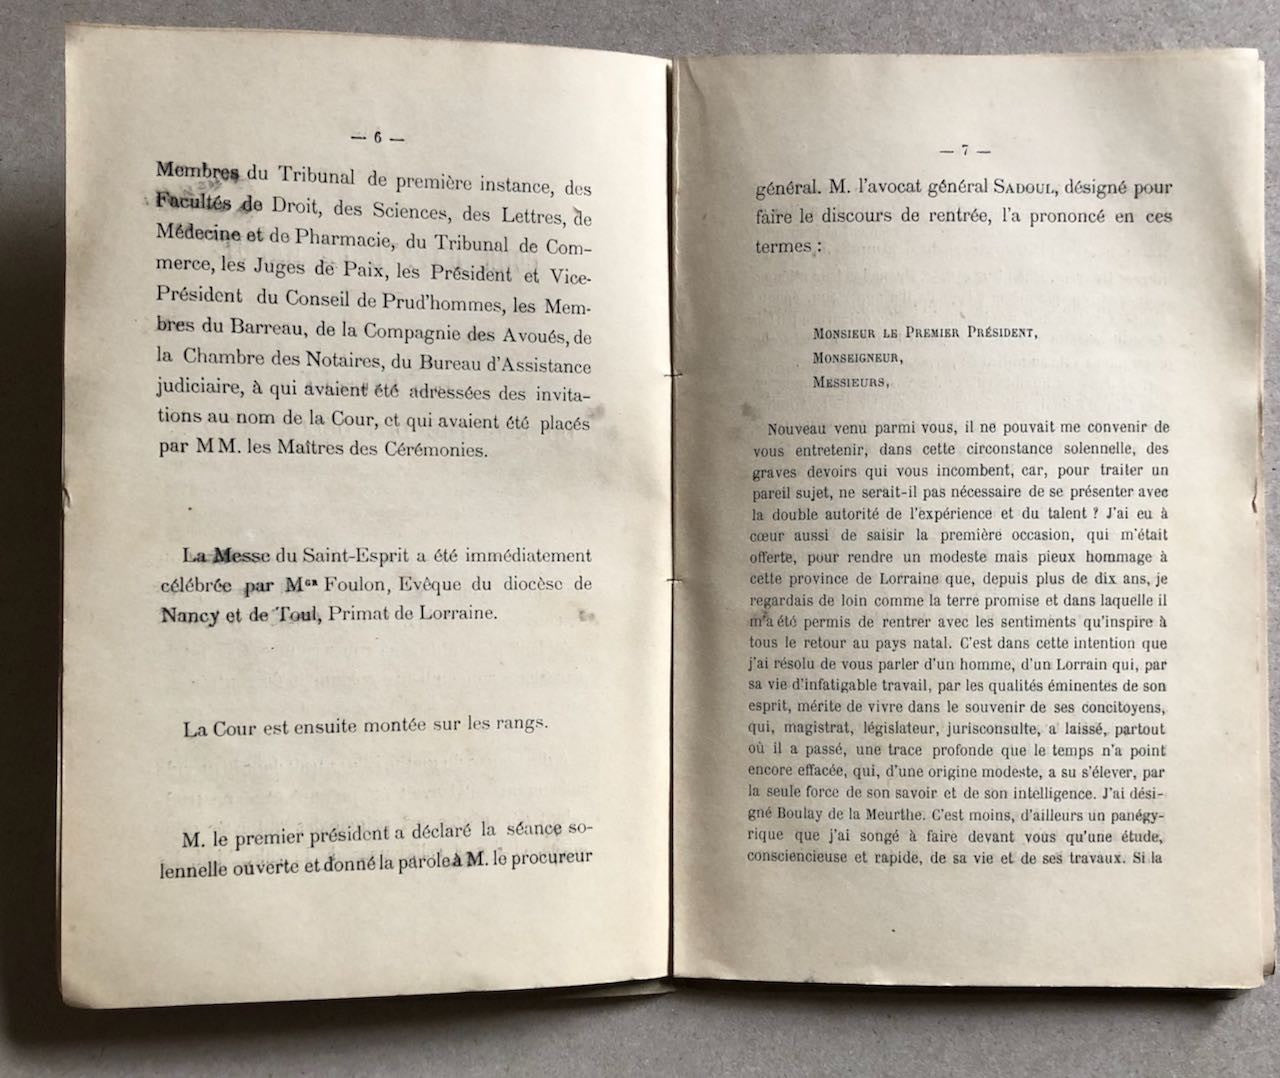 — 6 —
Membres du Tribunal de première instance, des
Facultés de Droit, des Sciences, des Lettres, de
Médecine et de Pharmacie, du Tribunal de Com-
merce, les Juges de Paix, les Président et Vice-
Président du Conseil de Prud'hommes, les Mem-
bres du Barreau, de la Compagnie des Avoués, de
la Chambre des Notaires, du Bureau d'Assistance
judiciaire, à qui avaient été adressées des invita-
tions au nom de la Cour, et qui avaient été placés
par MM. les Maîtres des Cérémonies.
La Messe du Saint-Esprit a été immédiatement
célébrée par Mgr Foulon, Evêque du diocèse de
Nancy et de Toul, Primat de Lorraine.
La Cour est ensuite montée sur les rangs.
M. le premier président a déclaré la séance so-
lennelle ouverte et donné la parole à M. le procureur
— 7 —
général. M. l'avocat général SADOUL, désigné pour
faire le discours de rentrée, l'a prononcé en ces
termes :
MONSIEUR LE PREMIER PRÉSIDENT,
MONSEIGNEUR,
MESSIEURS,
Nouveau venu parmi vous, il ne pouvait me convenir de
vous entretenir, dans cette circonstance solennelle, des
graves devoirs qui vous incombent, car, pour traiter un
pareil sujet, ne serait-il pas nécessaire de se présenter avec
la double autorité de l'expérience et du talent ? J'ai eu à
cœur aussi de saisir la première occasion, qui m'était
offerte, pour rendre un modeste mais pieux hommage à
cette province de Lorraine que, depuis plus de dix ans, je
regardais de loin comme la terre promise et dans laquelle il
m'a été permis de rentrer avec les sentiments qu'inspire à
tous le retour au pays natal. C'est dans cette intention que
j'ai résolu de vous parler d'un homme, d'un Lorrain qui, par
sa vie d'infatigable travail, par les qualités éminentes de son
esprit, mérite de vivre dans le souvenir de ses concitoyens,
qui, magistrat, législateur, jurisconsulte, a laissé, partout
où il a passé, une trace profonde que le temps n'a point
encore effacée, qui, d'une origine modeste, a su s'élever, par
la seule force de son savoir et de son intelligence. J'ai dési-
gné Boulay de la Meurthe. C'est moins, d'ailleurs un panégy-
rique que j'ai songé à faire devant vous qu'une étude,
consciencieuse et rapide, de sa vie et de ses travaux. Si la